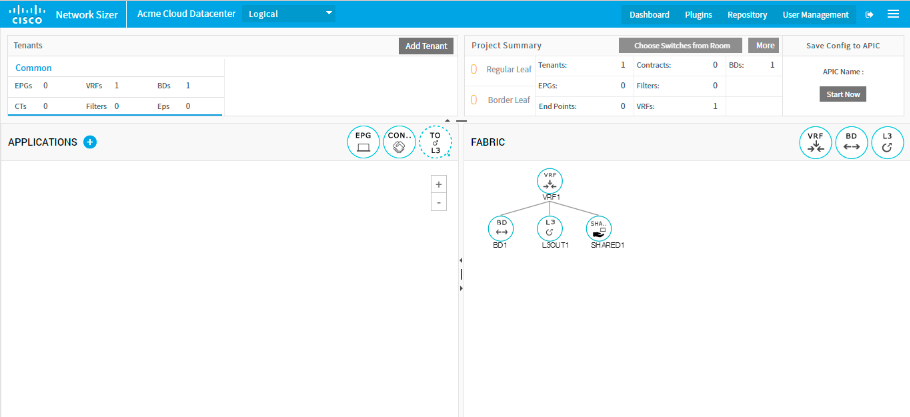 CISCO Network Sizer Acme Cloud Datacenter Logical Dashboard Plugins Repository User Management
Tenants Add Tenant
Common
EPGs 0 VRFs 1 BDs 1
CTs 0 Filters 0 Eps 0
Project Summary Choose Switches from Room More
0 Regular Leaf
0 Border Leaf
Tenants: 1 Contracts: 0 BDs: 1
EPGs: 0 Filters: 0
End Points: 0 VRFs: 1
Save Config to APIC
APIC Name :
Start Now
APPLICATIONS + EPG CON.. TO L3
+
-
FABRIC VRF BD L3
VRF
VRF1
BD L3 SHA..
BD1 L3OUT1 SHARED1